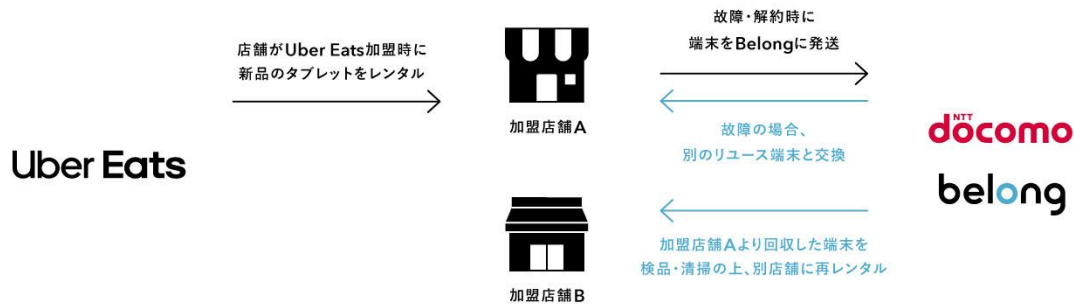 店舗がUber Eats加盟時に
新品のタブレットをレンタル
Uber Eats
加盟店舗A
故障・解約時に
端末をBelongに発送
故障の場合、
別のリユース端末と交換
NTT
döcomo
belong
加盟店舗Aより回収した端末を
検品・清掃の上、別店舗に再レンタル
加盟店舗B